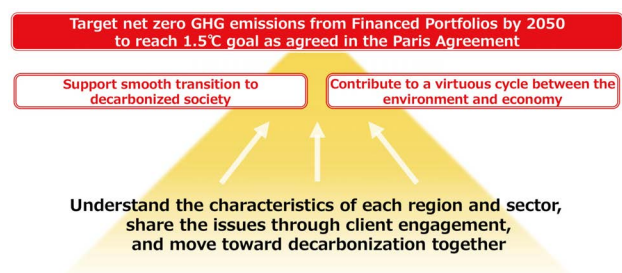 Target net zero GHG emissions from Financed Portfolios by 2050
to reach 1.5℃ goal as agreed in the Paris Agreement
Support smooth transition to
decarbonized society
Contribute to a virtuous cycle between the
environment and economy
Understand the characteristics of each region and sector,
share the issues through client engagement,
and move toward decarbonization together